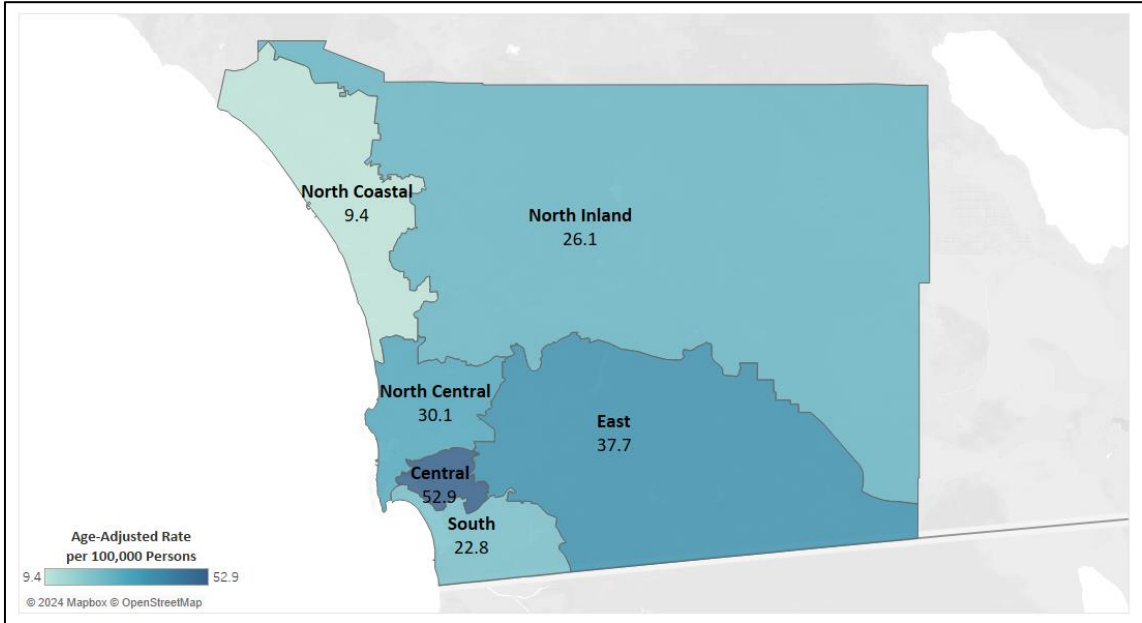 North Coastal
9.4
North Inland
26.1
North Central
30.1
East
37.7
Central
52.9
South
22.8
Age-Adjusted Rate
per 100,000 Persons
9.4 52.9
© 2024 Mapbox © OpenStreetMap